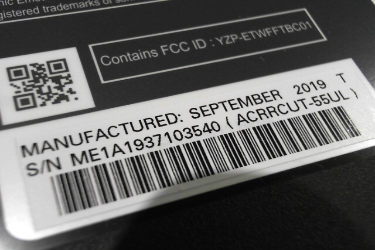 registered trademarks of
Contains FCC ID : YZP-ETWFFTBC01
MANUFACTURED: SEPTEMBER 2019 T
S/N ME1A1937103540 ( ACRRCUT-55UL )